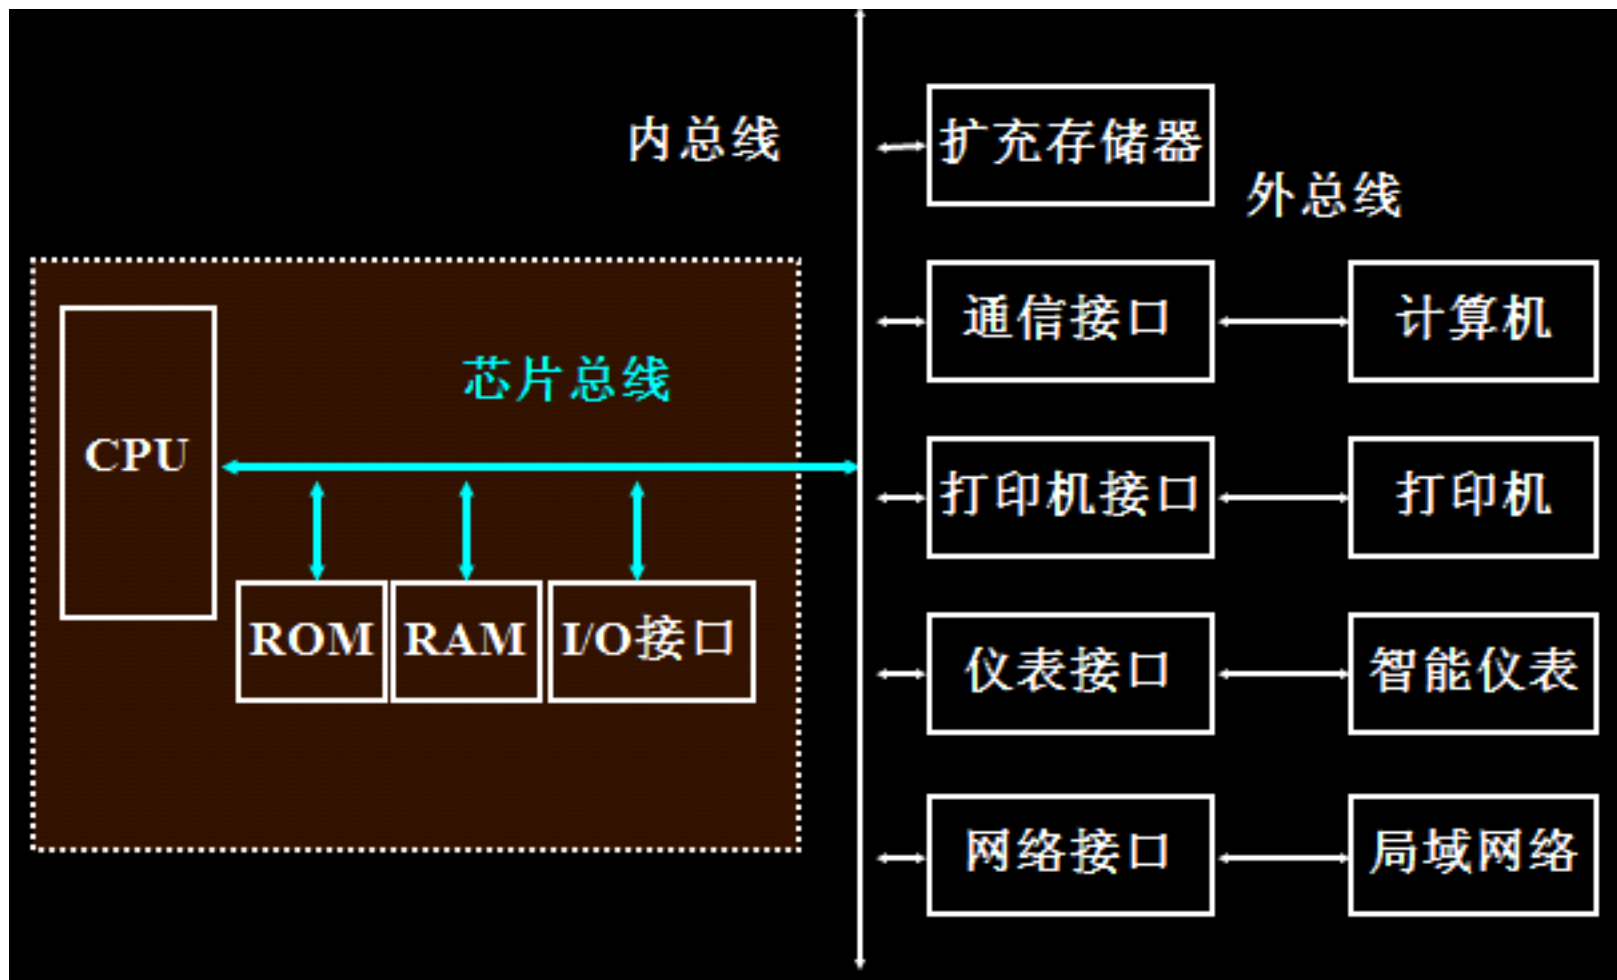 内总线
扩充存储器
外总线
通信接口
计算机
芯片总线
CPU
打印机接口
打印机
ROM
RAM
I/O接口
仪表接口
智能仪表
网络接口
局域网络